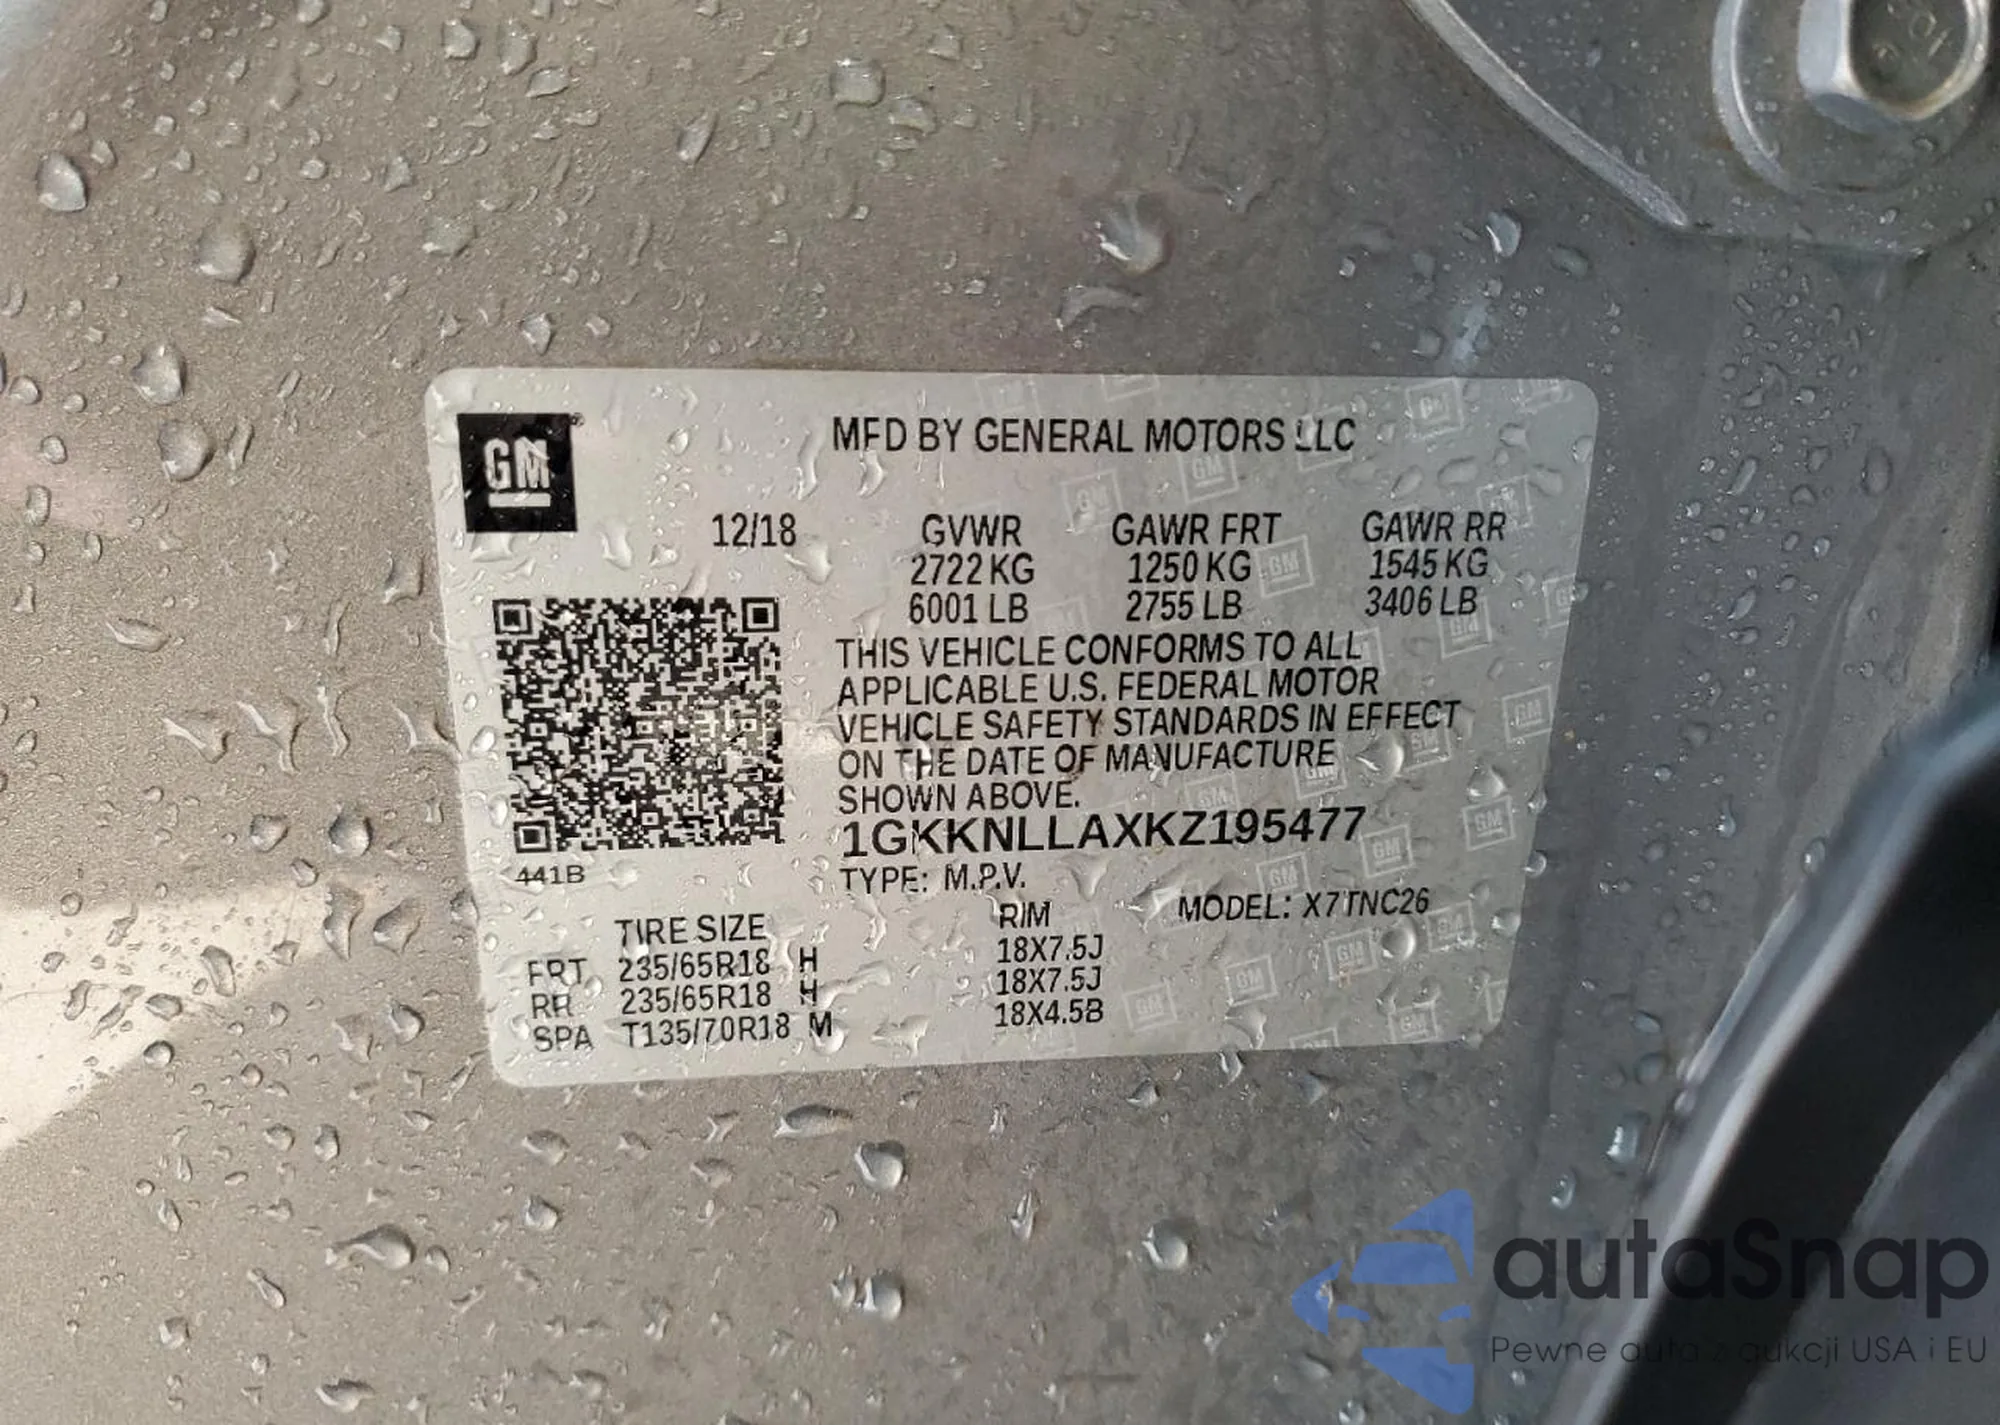 GM
MFD BY GENERAL MOTORS LLC
12/18 GVWR GAWR FRT GAWR RR
2722 KG 1250 KG 1545 KG
6001 LB 2755 LB 3406 LB
THIS VEHICLE CONFORMS TO ALL
APPLICABLE U.S. FEDERAL MOTOR
VEHICLE SAFETY STANDARDS IN EFFECT
ON THE DATE OF MANUFACTURE
SHOWN ABOVE.
1GKKNLLAXKZ195477
441B
TYPE: M.P.V.
MODEL: X7TNC26
TIRE SIZE RIM
FRT 235/65R18 H 18X7.5J
RR 235/65R18 H 18X7.5J
SPA T135/70R18 M 18X4.5B
autaSnap
Pewne auta z aukcji USA i EU